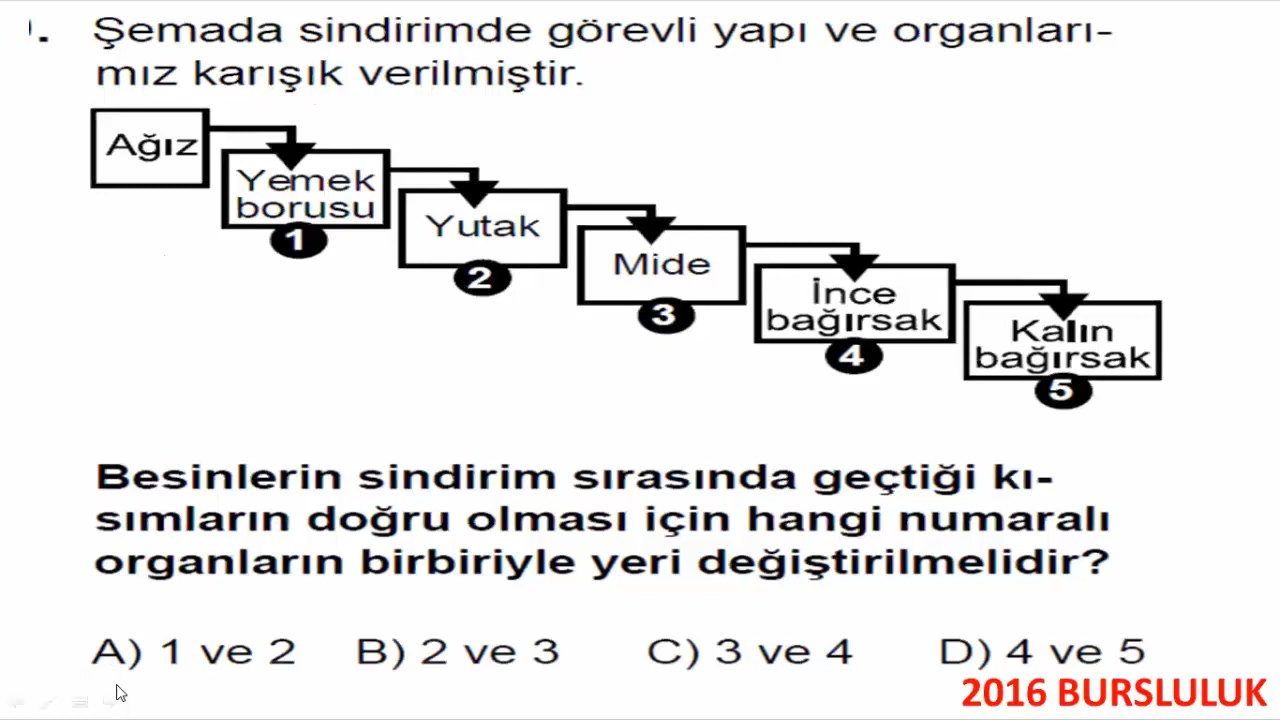 . Şemada sindirimde görevli yapı ve organları-
mız karışık verilmiştir.
Ağız
Yemek
borusu
1
Yutak
2
Mide
3
İnce
bağırsak
4
Kalın
bağırsak
5
Besinlerin sindirim sırasında geçtiği kı-
sımların doğru olması için hangi numaralı
organların birbiriyle yeri değiştirilmelidir?
A) 1 ve 2 B) 2 ve 3 C) 3 ve 4 D) 4 ve 5
2016 BURSLULUK